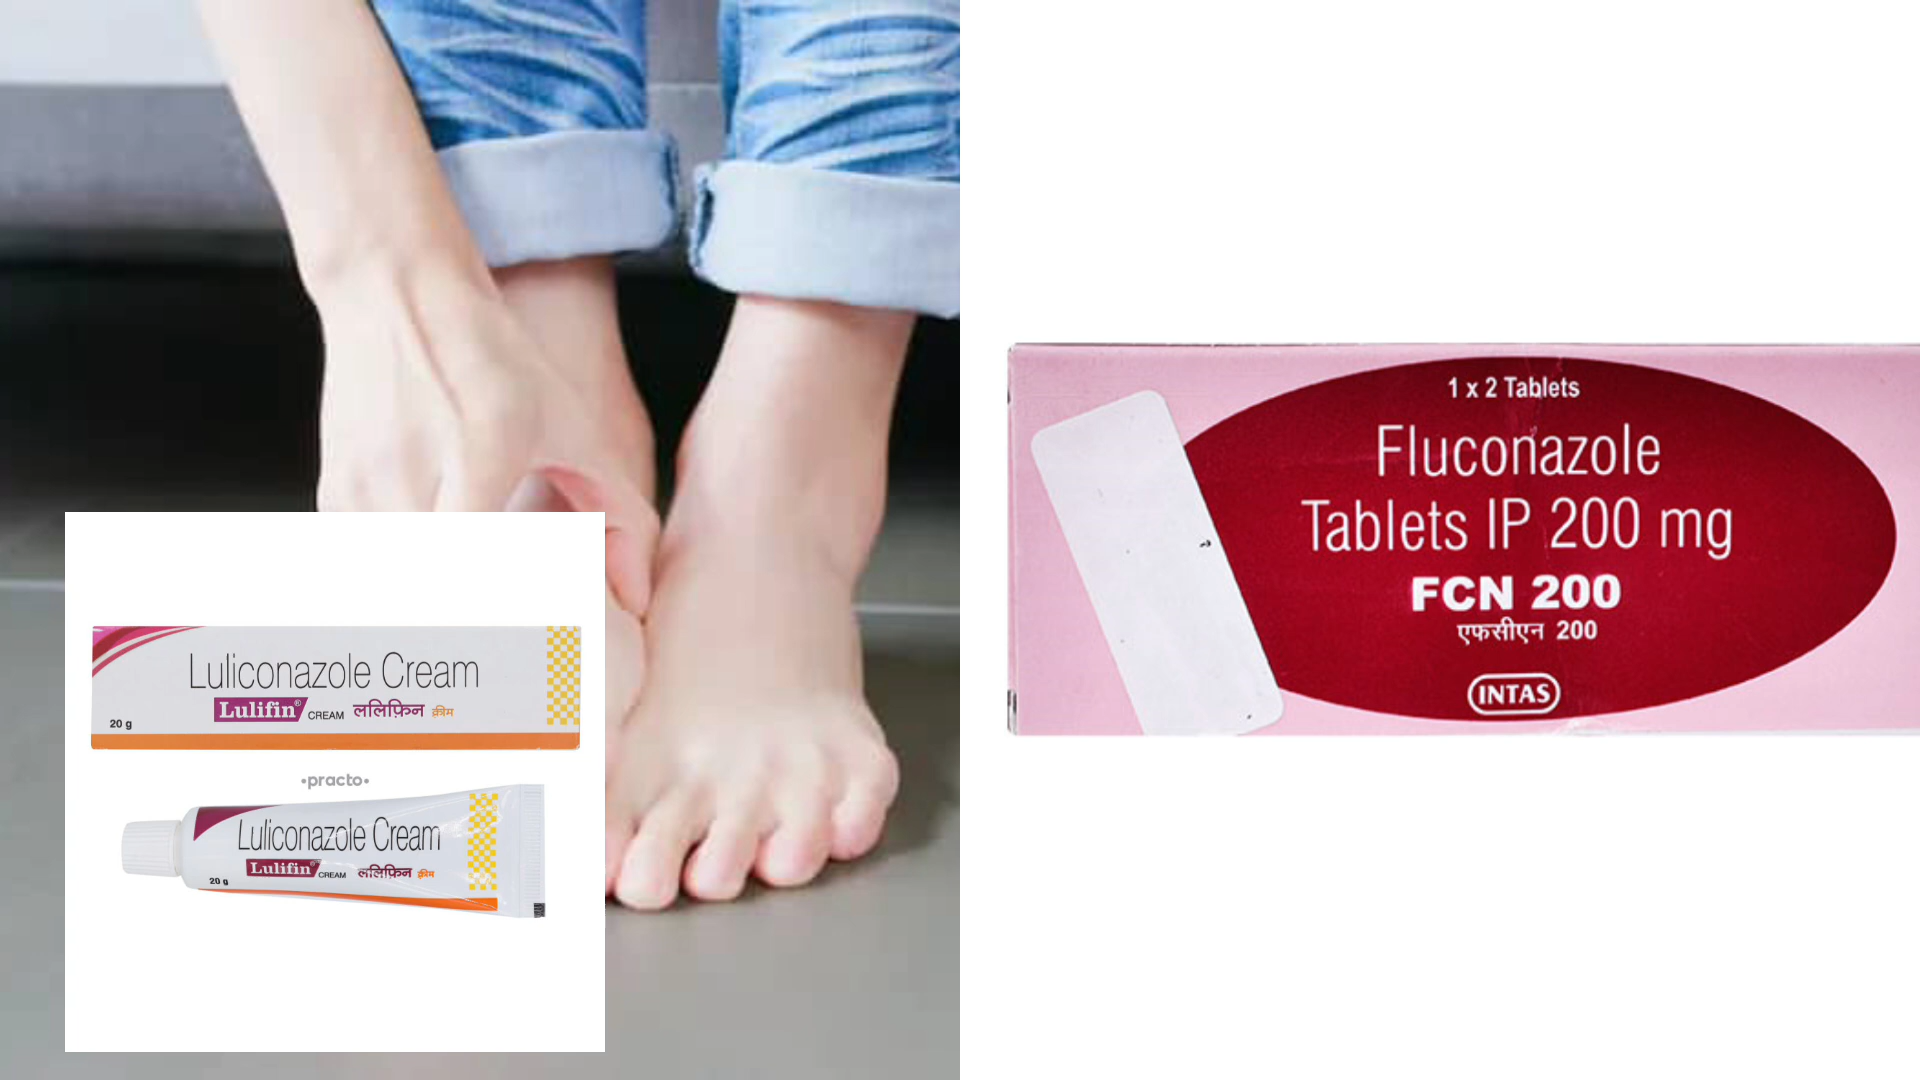 Luliconazole Cream
Lulifin® CREAM ललिफ़िन क्रीम
20 g
•practo•
Luliconazole Cream
Lulifin CREAM ललिफ़िन क्रीम
20 g
1 x 2 Tablets
Fluconazole
Tablets IP 200 mg
FCN 200
एफसीएन 200
INTAS